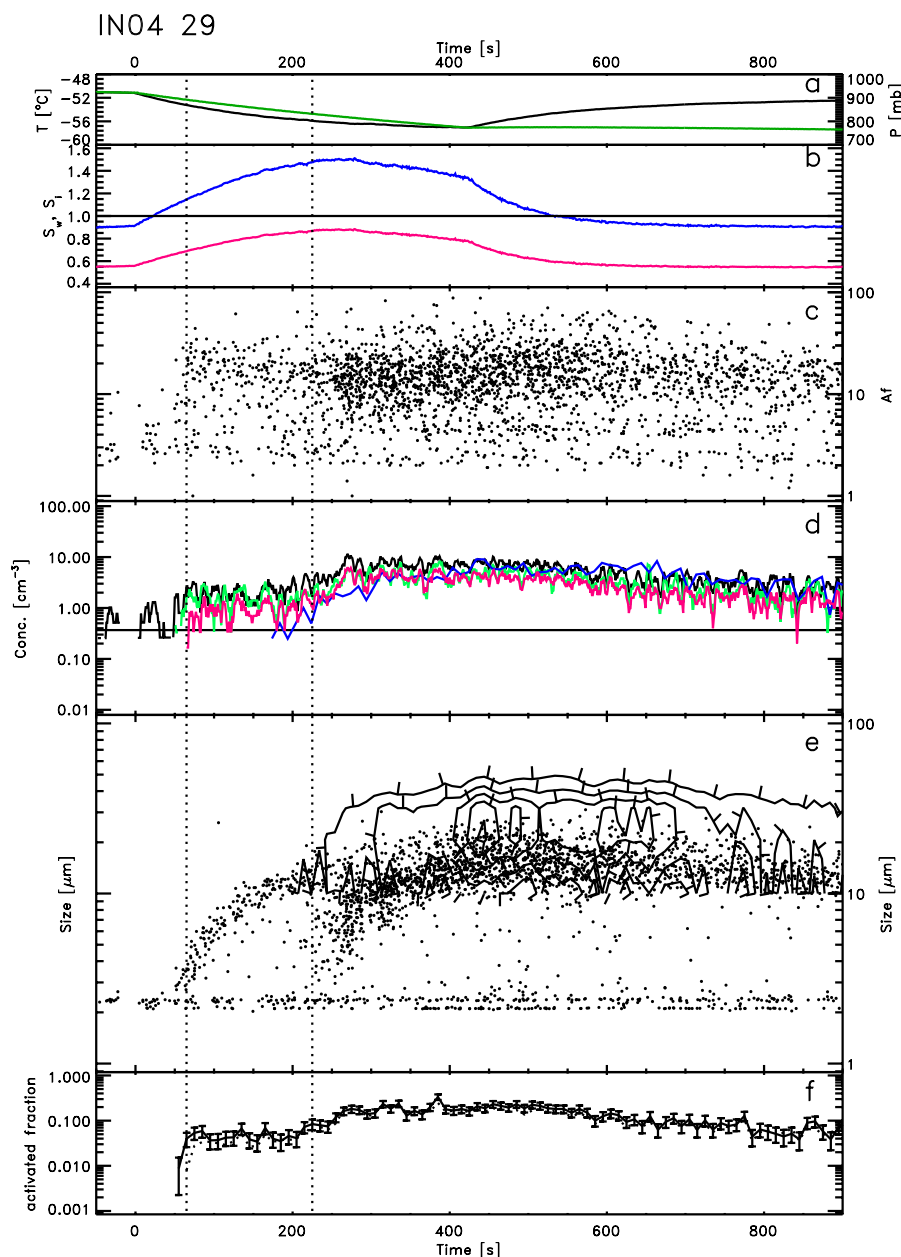 IN04 29
Time [s]
0 200 400 600 800
a
−48
−52
−56
−60
T [°C]
1000
900
800
700
P [mb]
b
1.6
1.4
1.2
1.0
0.8
0.6
0.4
S_w, S_i
c
100
10
1
Af
d
100.00
10.00
1.00
0.10
0.01
Conc. [cm⁻³]
e
100
10
1
Size [μm]
Size [μm]
f
1.000
0.100
0.010
0.001
activated fraction
0 200 400 600 800
Time [s]